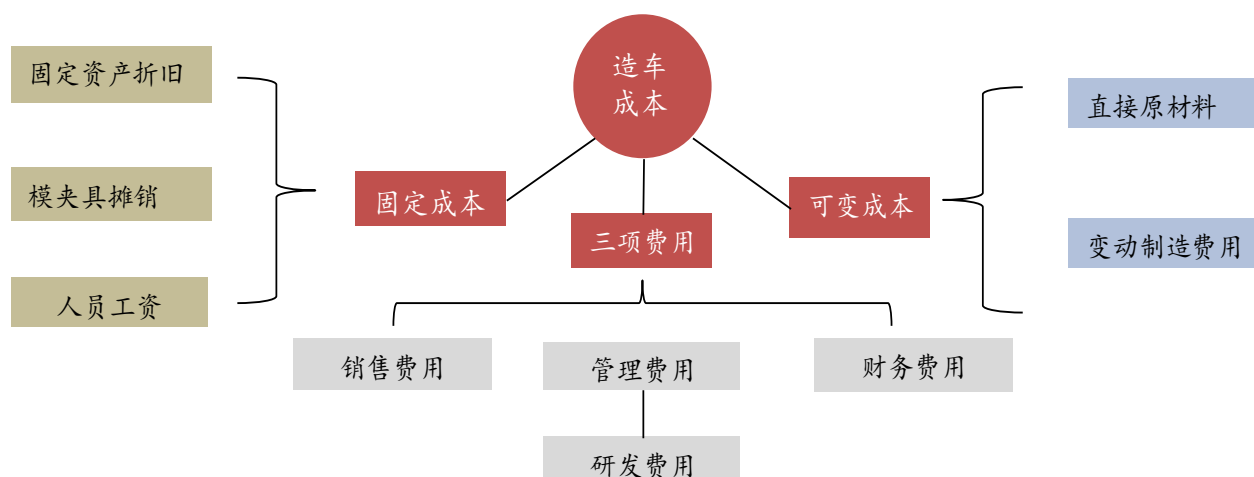 造车
成本
固定资产折旧
模夹具摊销
人员工资
固定成本
三项费用
可变成本
直接原材料
变动制造费用
销售费用
管理费用
财务费用
研发费用